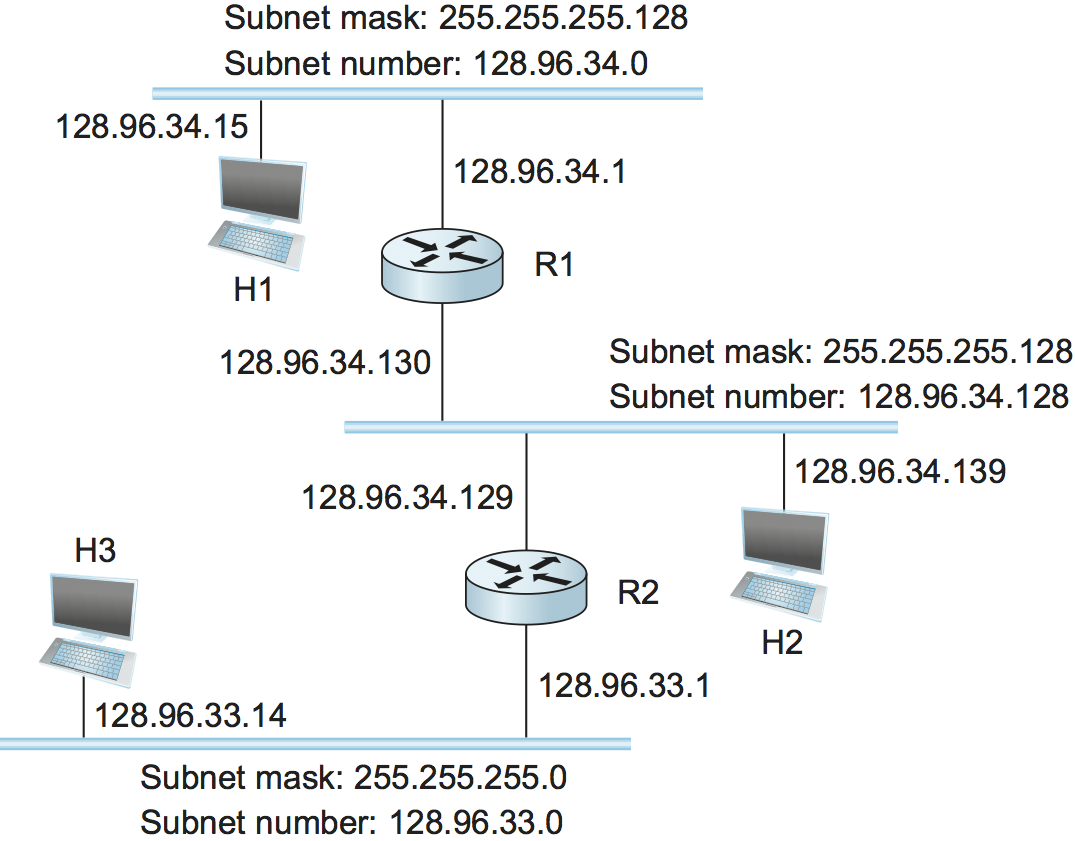 Subnet mask: 255.255.255.128
Subnet number: 128.96.34.0
128.96.34.15
128.96.34.1
H1
R1
128.96.34.130
Subnet mask: 255.255.255.128
Subnet number: 128.96.34.128
128.96.34.129
128.96.34.139
H3
R2
H2
128.96.33.1
128.96.33.14
Subnet mask: 255.255.255.0
Subnet number: 128.96.33.0